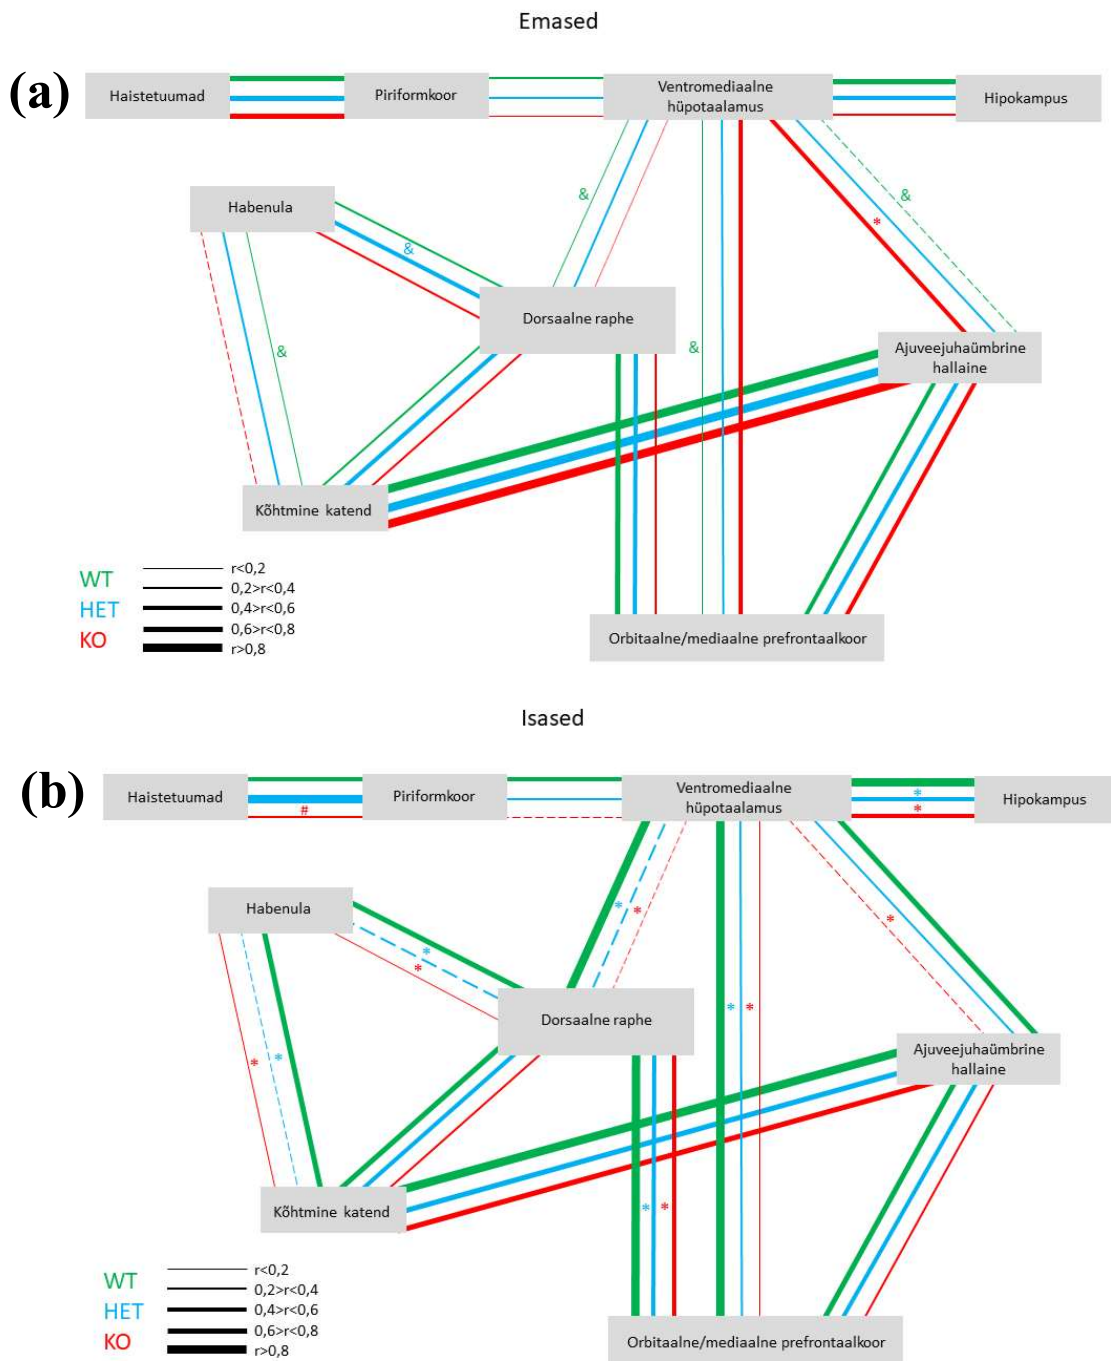 Emased
(a)
Haistetuumad
Piriformkoor
Ventromediaalne
hüpotaalamus
Hipokampus
&
&
*
Habenula
&
Dorsaalne raphe
&
&
Ajuveejuhaümbrine
hallaine
Kõhtmine katend
WT
HET
KO
r<0,2
0,2>r<0,4
0,4>r<0,6
0,6>r<0,8
r>0,8
Orbitaalne/mediaalne prefrontaalkoor
Isased
(b)
Haistetuumad
#
Piriformkoor
Ventromediaalne
hüpotaalamus
*
*
Hipokampus
Habenula
* *
*
*
*
Dorsaalne raphe
* *
* *
Ajuveejuhaümbrine
hallaine
Kõhtmine katend
* *
WT
HET
KO
r<0,2
0,2>r<0,4
0,4>r<0,6
0,6>r<0,8
r>0,8
Orbitaalne/mediaalne prefrontaalkoor